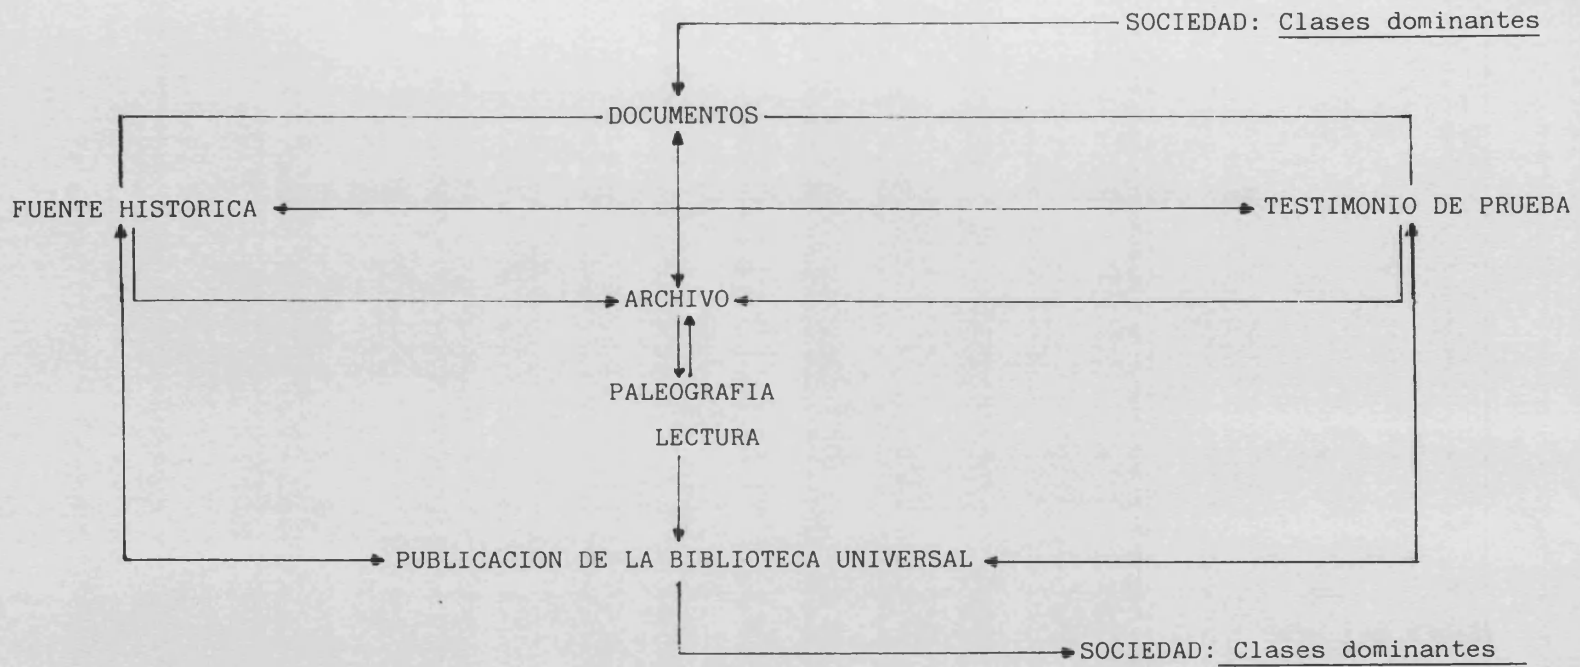 SOCIEDAD: Clases dominantes
DOCUMENTOS
FUENTE HISTORICA
TESTIMONIO DE PRUEBA
ARCHIVO
PALEOGRAFIA
LECTURA
PUBLICACION DE LA BIBLIOTECA UNIVERSAL
SOCIEDAD: Clases dominantes